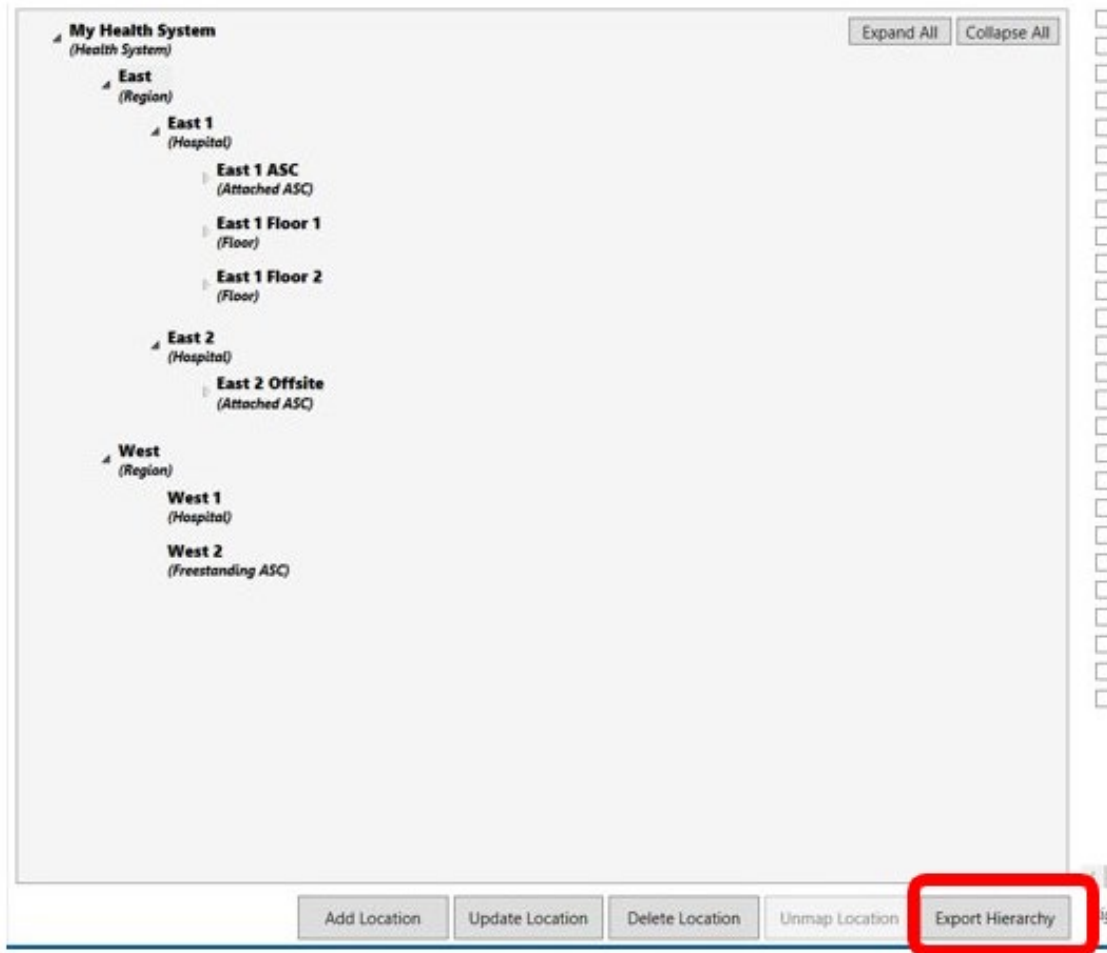 My Health System
(Health System)
Expand All
Collapse All
East
(Region)
East 1
(Hospital)
East 1 ASC
(Attached ASC)
East 1 Floor 1
(Floor)
East 1 Floor 2
(Floor)
East 2
(Hospital)
East 2 Offsite
(Attached ASC)
West
(Region)
West 1
(Hospital)
West 2
(Freestanding ASC)
Add Location
Update Location
Delete Location
Unmap Location
Export Hierarchy